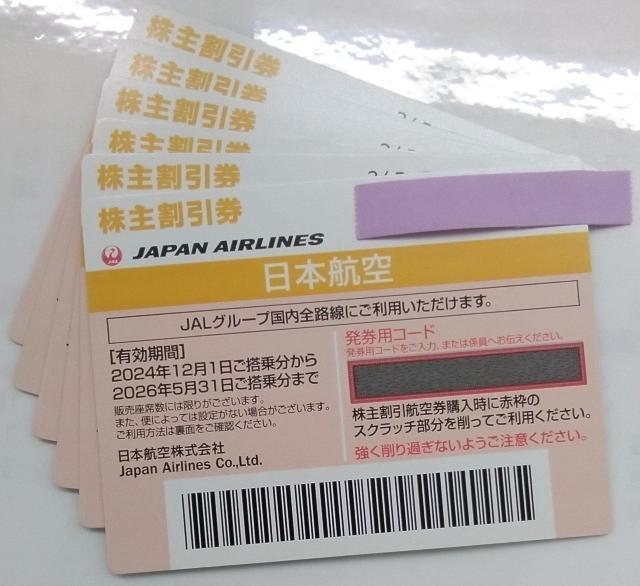 株主割引券
株主割引券
株主割引券
株主割引券
株主割引券
株主割引券
JAL
JAPAN AIRLINES
日本航空
JALグループ国内全路線にご利用いただけます。
[有効期間]
2024年12月1日ご搭乗分から
2026年5月31日ご搭乗分まで
販売座席数には限りがございます。
また、便によっては設定がない場合がございます。
ご利用方法は裏面をご確認ください。
日本航空株式会社
Japan Airlines Co.,Ltd.
発券用コード
発券用コードをご入力、または係員へお伝えください。
株主割引航空券購入時に赤枠の
スクラッチ部分を削ってご利用ください。
強く削り過ぎないようご注意ください。